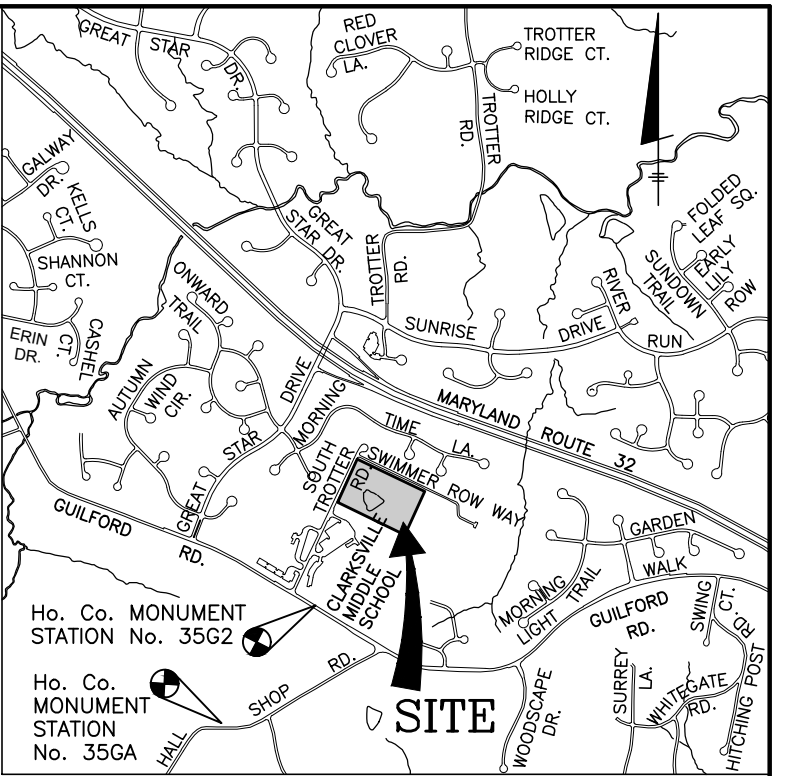 GREAT STAR DR.
RED
CLOVER
LA.
TROTTER
RIDGE CT.
HOLLY
RIDGE CT.
TROTTER
RD.
GALWAY
DR.
KELLS
CT.
SHANNON
CT.
ERIN
DR.
CASHEL
CT.
ONWARD
TRAIL
AUTUMN
WIND
CIR.
GREAT
STAR DR.
TROTTER
RD.
SUNRISE DRIVE
RIVER RUN
FOLDED
LEAF SQ.
EARLY
LILY
ROW
SUNDOWN
TRAIL
GREAT STAR DRIVE
MORNING TIME LA.
MARYLAND ROUTE 32
SOUTH
TROTTER
RD.
SWIMMER ROW WAY
GUILFORD
RD.
CLARKSVILLE
MIDDLE
SCHOOL
GARDEN
WALK
MORNING
LIGHT TRAIL
GUILFORD
RD.
SWING
CT.
HITCHING POST
RD.
SURREY
LA.
WHITEGATE
RD.
WOODSCAPE
DR.
HALL SHOP RD.
Ho. Co. MONUMENT
STATION No. 35G2
Ho. Co.
MONUMENT
STATION
No. 35GA
SITE